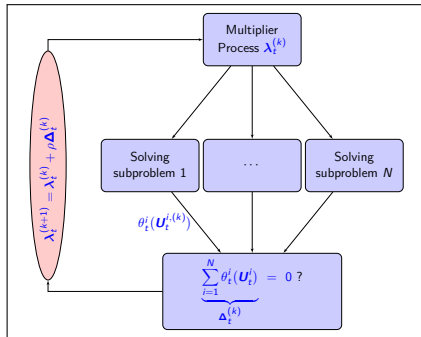 Multiplier
Process λ_t^{(k)}
λ_t^{(k+1)} = λ_t^{(k)} + ρΔ_t^{(k)}
Solving
subproblem 1
...
Solving
subproblem N
θ_t^i(U_t^{i,(k)})
\underbrace{∑_{i=1}^{N} θ_t^i(U_t^i)}_{Δ_t^{(k)}} = 0 ?